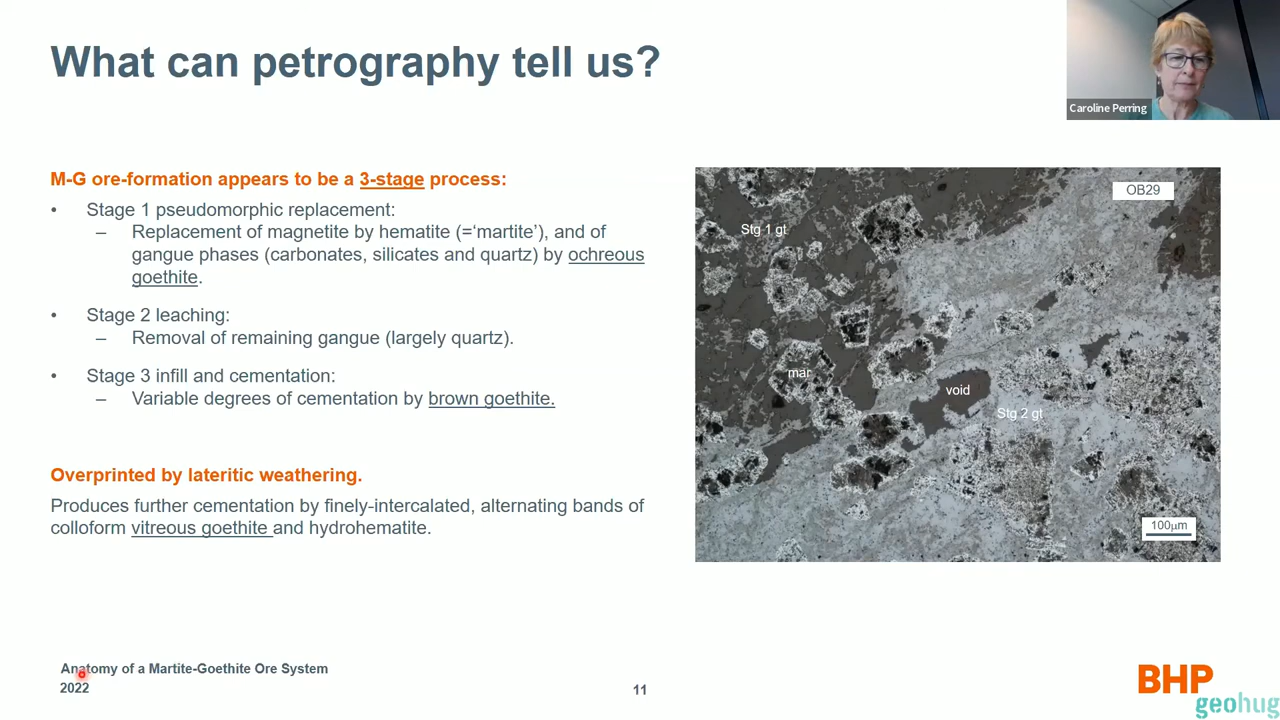 What can petrography tell us?
Caroline Perring
M-G ore-formation appears to be a 3-stage process:
• Stage 1 pseudomorphic replacement:
– Replacement of magnetite by hematite (=‘martite’), and of
gangue phases (carbonates, silicates and quartz) by ochreous
goethite.
• Stage 2 leaching:
– Removal of remaining gangue (largely quartz).
• Stage 3 infill and cementation:
– Variable degrees of cementation by brown goethite.
Overprinted by lateritic weathering.
Produces further cementation by finely-intercalated, alternating bands of
colloform vitreous goethite and hydrohematite.
OB29
Stg 1 gt
mar
void
Stg 2 gt
100µm
Anatomy of a Martite-Goethite Ore System
2022
11
BHP
geohug